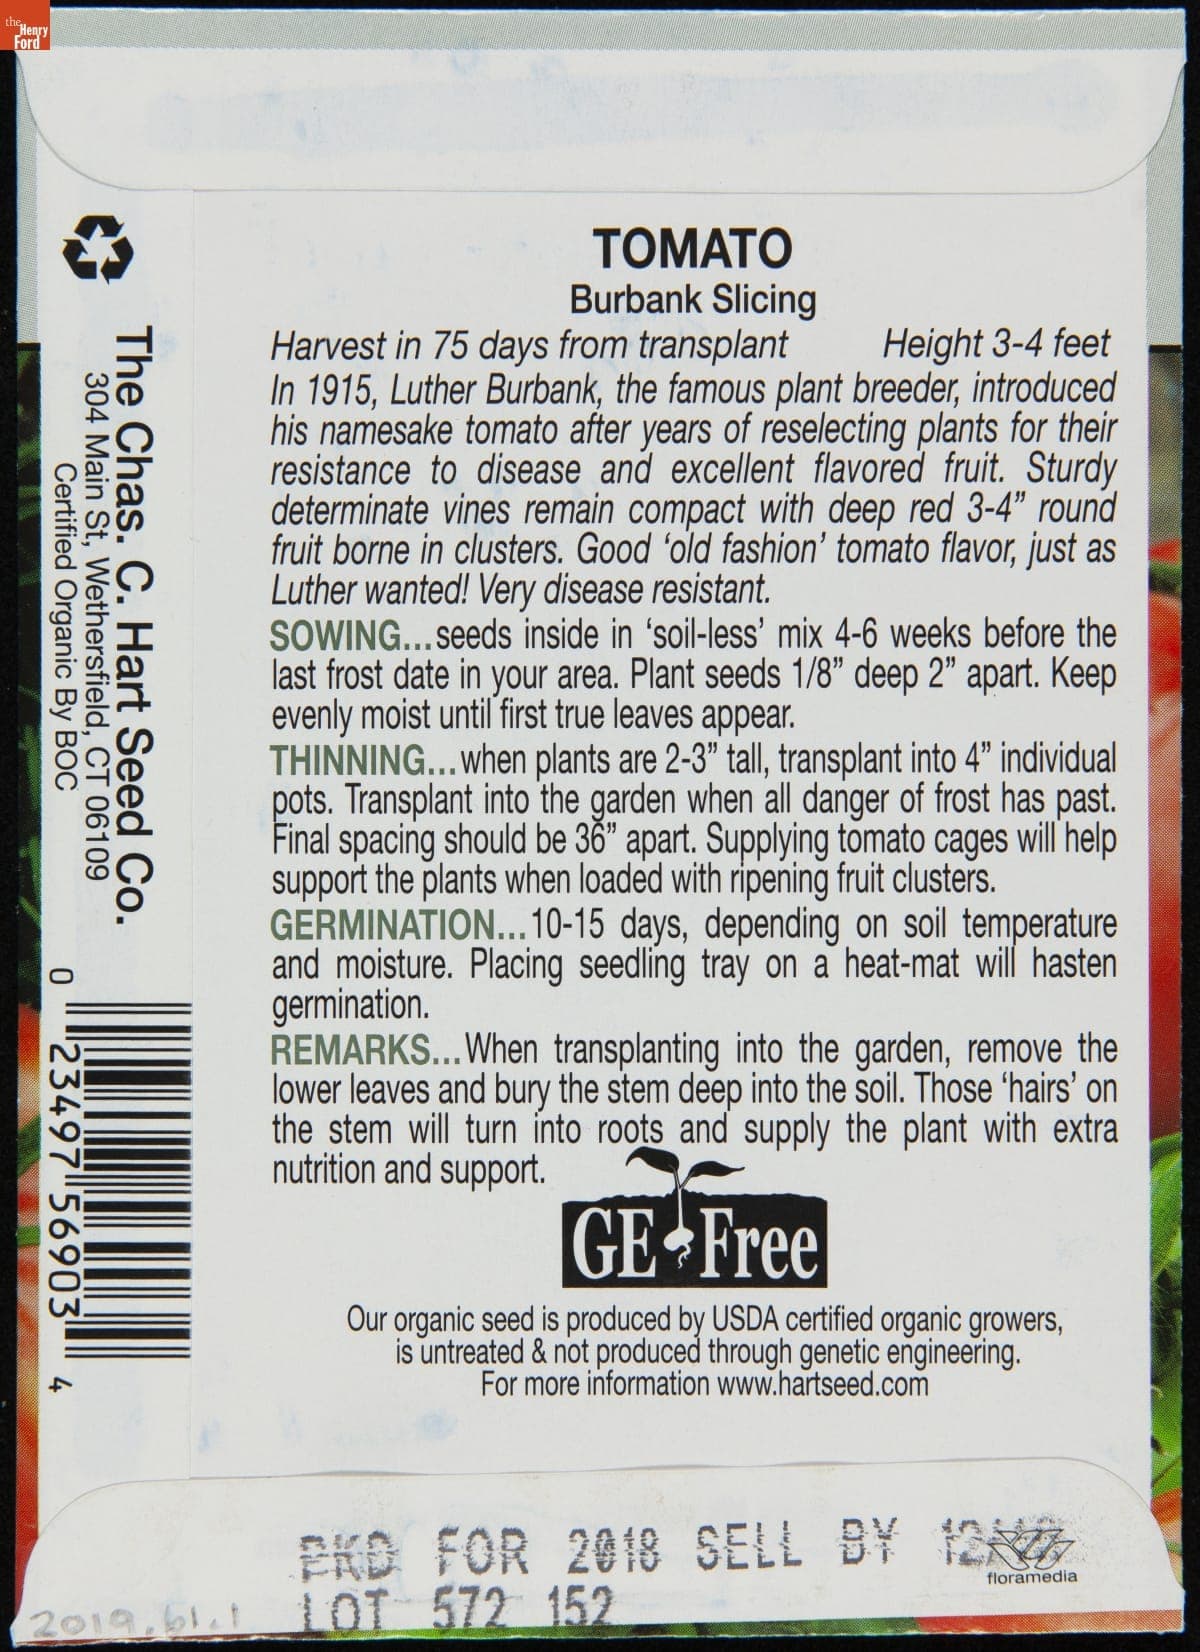 the
Henry
Ford
TOMATO
Burbank Slicing
Harvest in 75 days from transplant Height 3-4 feet
In 1915, Luther Burbank, the famous plant breeder, introduced
his namesake tomato after years of reselecting plants for their
resistance to disease and excellent flavored fruit. Sturdy
determinate vines remain compact with deep red 3-4” round
fruit borne in clusters. Good ‘old fashion’ tomato flavor, just as
Luther wanted! Very disease resistant.
SOWING...seeds inside in ‘soil-less’ mix 4-6 weeks before the
last frost date in your area. Plant seeds 1/8” deep 2” apart. Keep
evenly moist until first true leaves appear.
THINNING...when plants are 2-3” tall, transplant into 4” individual
pots. Transplant into the garden when all danger of frost has past.
Final spacing should be 36” apart. Supplying tomato cages will help
support the plants when loaded with ripening fruit clusters.
GERMINATION...10-15 days, depending on soil temperature
and moisture. Placing seedling tray on a heat-mat will hasten
germination.
REMARKS...When transplanting into the garden, remove the
lower leaves and bury the stem deep into the soil. Those ‘hairs’ on
the stem will turn into roots and supply the plant with extra
nutrition and support.
GE Free
Our organic seed is produced by USDA certified organic growers,
is untreated & not produced through genetic engineering.
For more information www.hartseed.com
The Chas. C. Hart Seed Co.
304 Main St, Wethersfield, CT 06109
Certified Organic By BOC
0 23497 56903 4
PKD FOR 2018 SELL BY
floramedia
LOT 572 152
2019.61.1